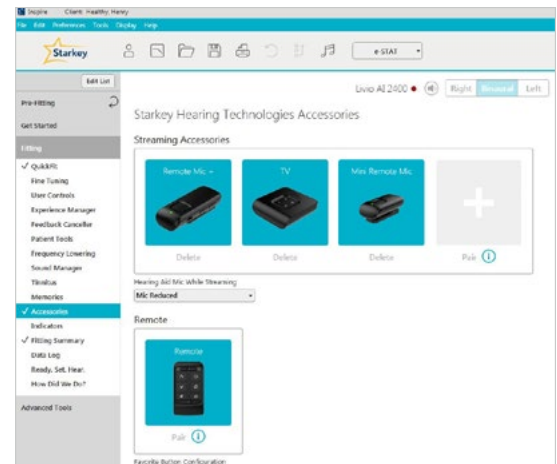 Inspire Client: Healthy, Henry
File Edit Preferences Tools Display Help
Starkey
e-STAT
Edit List
Livio AI 2400
Right Binaural Left
Pre-Fitting
Get Started
Fitting
QuickFit
Fine Tuning
User Controls
Experience Manager
Feedback Canceller
Patient Tools
Frequency Lowering
Sound Manager
Tinnitus
Memories
Accessories
Indicators
Fitting Summary
Data Log
Ready. Set. Hear.
How Did We Do?
Advanced Tools
Starkey Hearing Technologies Accessories
Streaming Accessories
Remote Mic + TV Mini Remote Mic
Delete Delete Delete Pair
Hearing Aid Mic While Streaming
Mic Reduced
Remote
Remote
Pair
Favorite Button Configuration